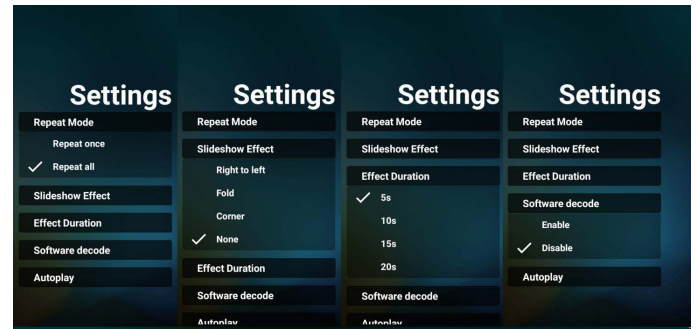 Settings
Repeat Mode
Repeat once
Repeat all
Slideshow Effect
Effect Duration
Software decode
Autoplay
Settings
Repeat Mode
Slideshow Effect
Right to left
Fold
Corner
None
Effect Duration
Software decode
Autoplay
Settings
Repeat Mode
Slideshow Effect
Effect Duration
5s
10s
15s
20s
Software decode
Autoplay
Settings
Repeat Mode
Slideshow Effect
Effect Duration
Software decode
Enable
Disable
Autoplay